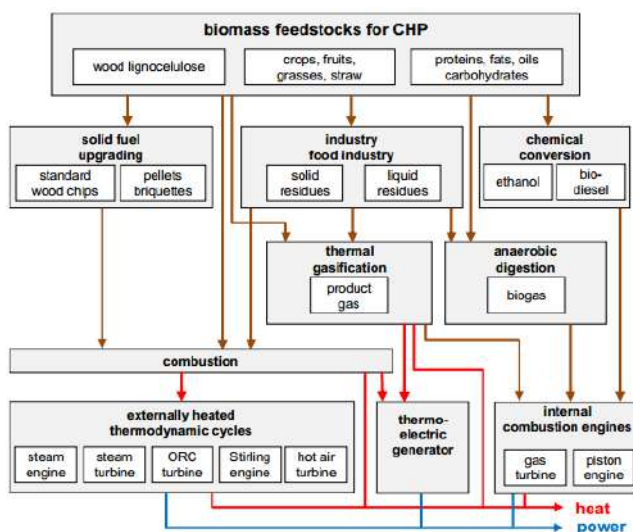 biomass feedstocks for CHP
wood lignocelulose
crops, fruits,
grasses, straw
proteins, fats, oils
carbohydrates
solid fuel
upgrading
standard
wood chips
pellets
briquettes
industry
food industry
solid
residues
liquid
residues
chemical
conversion
ethanol
bio-
diesel
thermal
gasification
product
gas
anaerobic
digestion
biogas
combustion
externally heated
thermodynamic cycles
steam
engine
steam
turbine
ORC
turbine
Stirling
engine
hot air
turbine
thermo-
electric
generator
internal
combustion engines
gas
turbine
piston
engine
heat
power